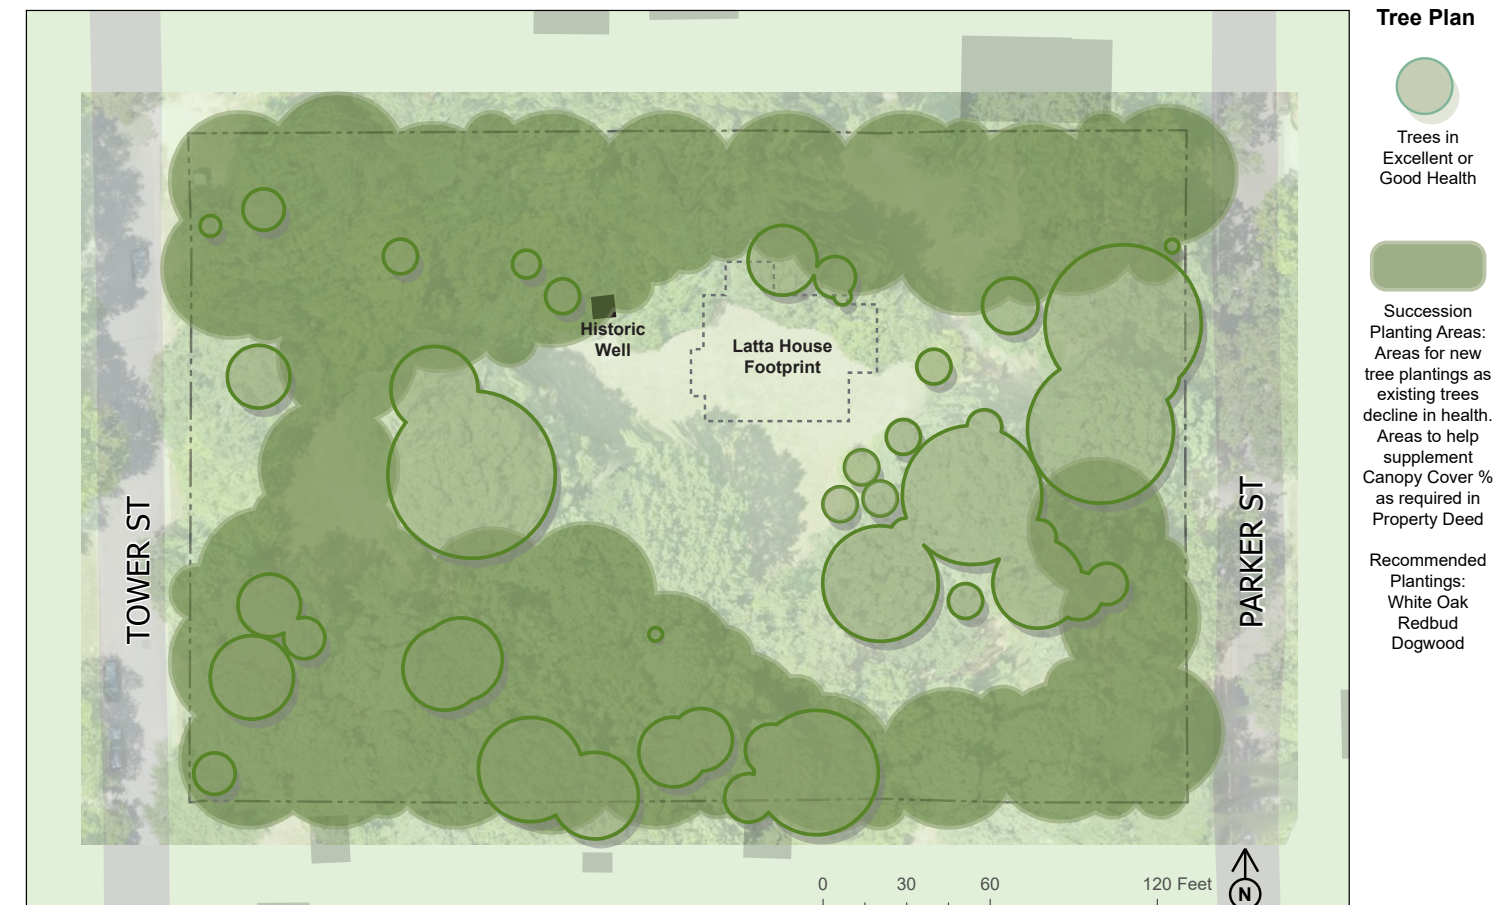 Tree Plan
Trees in
Excellent or
Good Health
Succession
Planting Areas:
Areas for new
tree plantings as
existing trees
decline in health.
Areas to help
supplement
Canopy Cover %
as required in
Property Deed
Recommended
Plantings:
White Oak
Redbud
Dogwood
Historic
Well
Latta House
Footprint
TOWER ST
PARKER ST
0 30 60 120 Feet
N